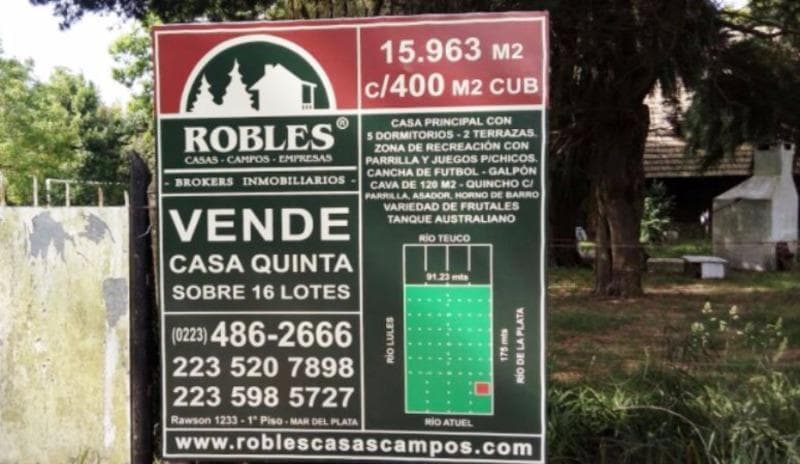 ROBLES®
CASAS - CAMPOS - EMPRESAS
- BROKERS INMOBILIARIOS -
VENDE
CASA QUINTA
SOBRE 16 LOTES
(0223) 486-2666
223 520 7898
223 598 5727
Rawson 1233 - 1° Piso - MAR DEL PLATA
15.963 M2
C/400 M2 CUB
CASA PRINCIPAL CON
5 DORMITORIOS - 2 TERRAZAS.
ZONA DE RECREACIÓN CON
PARRILLA Y JUEGOS P/CHICOS.
CANCHA DE FUTBOL - GALPÓN
CAVA DE 120 M2 - QUINCHO C/
PARRILLA, ASADOR, HORNO DE BARRO
VARIEDAD DE FRUTALES
TANQUE AUSTRALIANO
RÍO TEUCO
91.23 mts
RÍO LULES
175 mts
RÍO DE LA PLATA
RÍO ATUEL
www.roblescasascampos.com